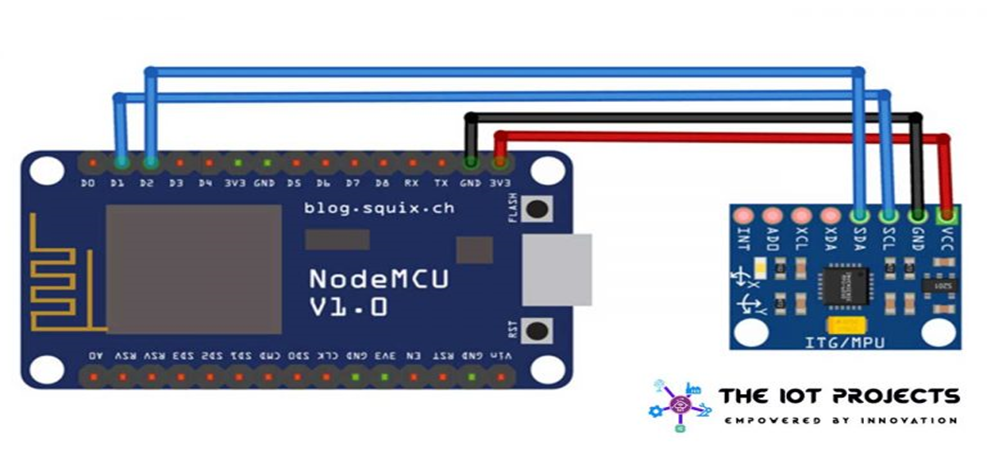 D0 D1 D2 D3 D4 3V3 GND D5 D6 D7 D8 RX TX GND 3V3
blog.squix.ch
FLASH
NodeMCU
V1.0
RST
A0 RSV RSV SD3 SD2 SD1 CMD SD0 CLK GND 3V3 EN RST GND Vin
INT AD0 XCL XDA SDA SCL GND VCC
X
Y
ITG/MPU
THE IOT PROJECTS
EMPOWERED BY INNOVATION